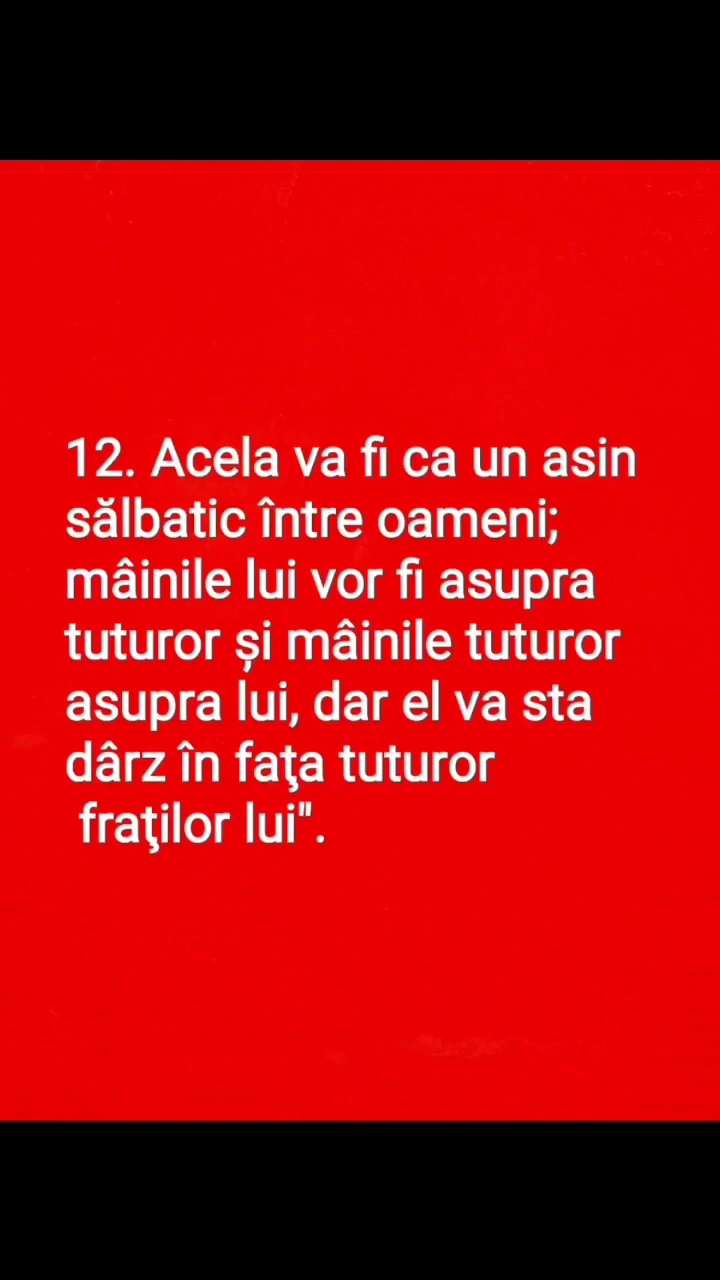 12. Acela va fi ca un asin
sălbatic între oameni;
mâinile lui vor fi asupra
tuturor și mâinile tuturor
asupra lui, dar el va sta
dârz în faţa tuturor
fraţilor lui".